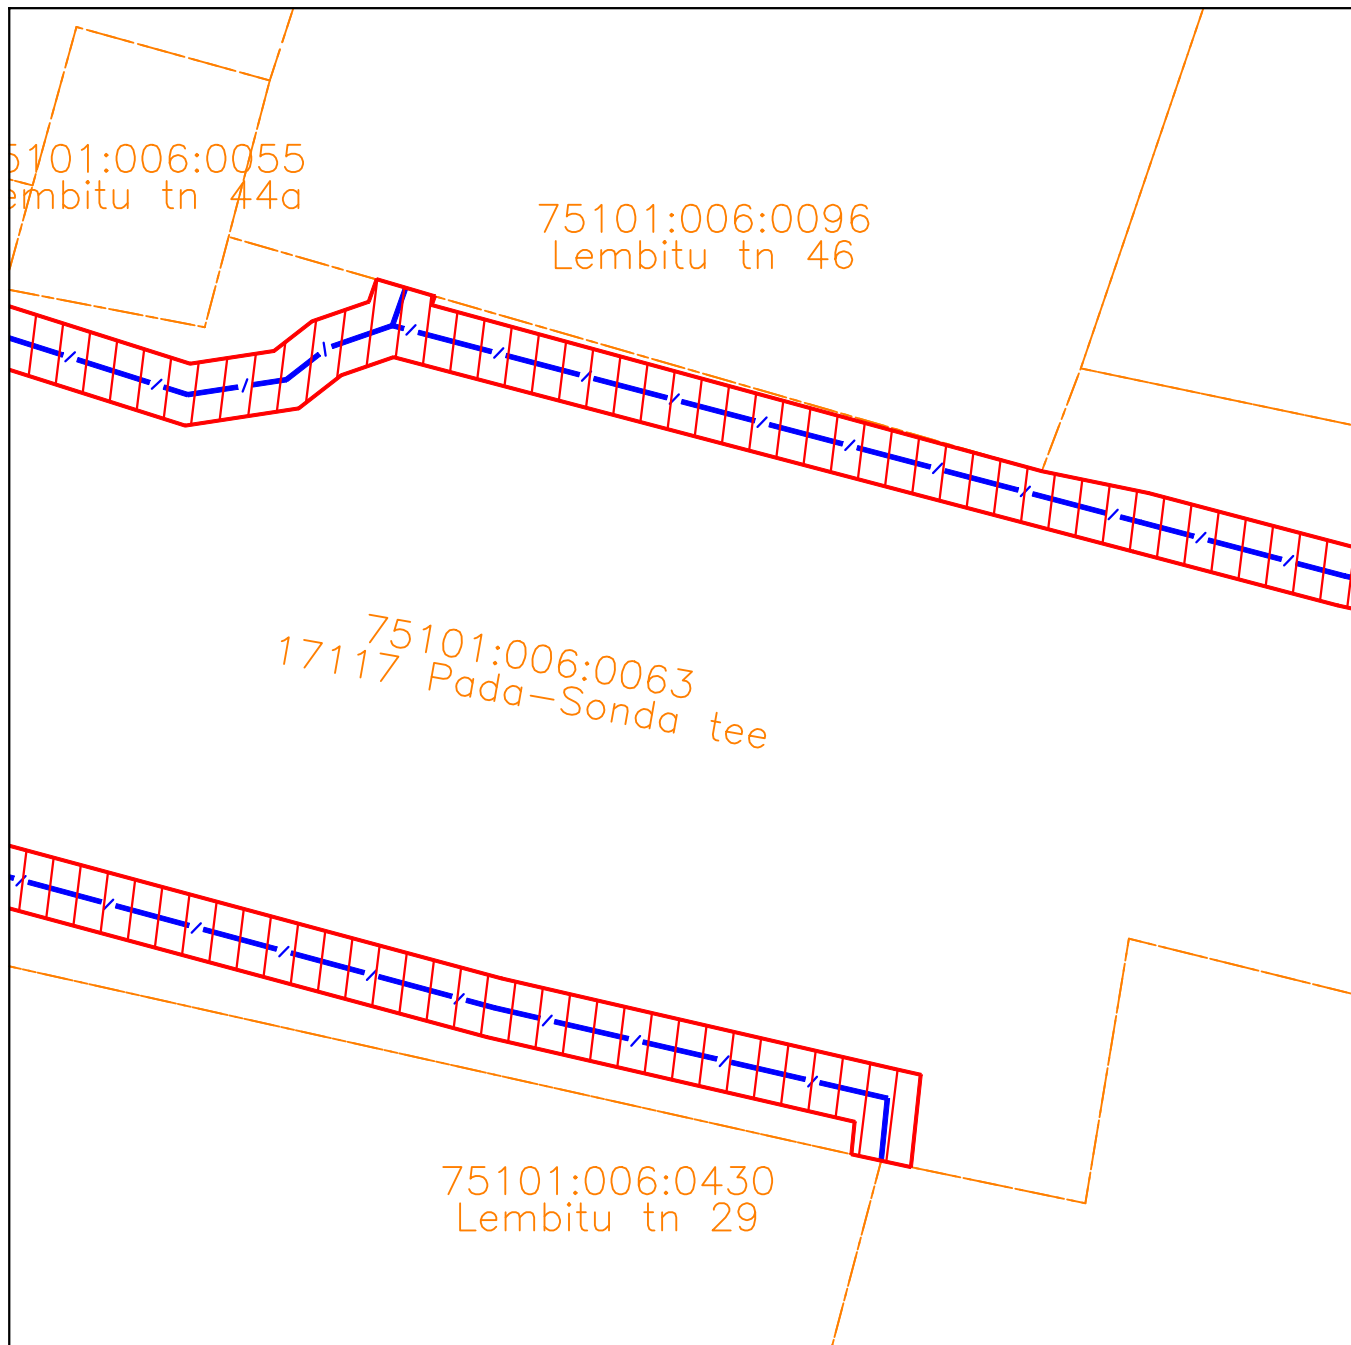 5101:006:0055
embitu tn 44a
75101:006:0096
Lembitu tn 46
75101:006:0063
17117 Pada-Sonda tee
75101:006:0430
Lembitu tn 29